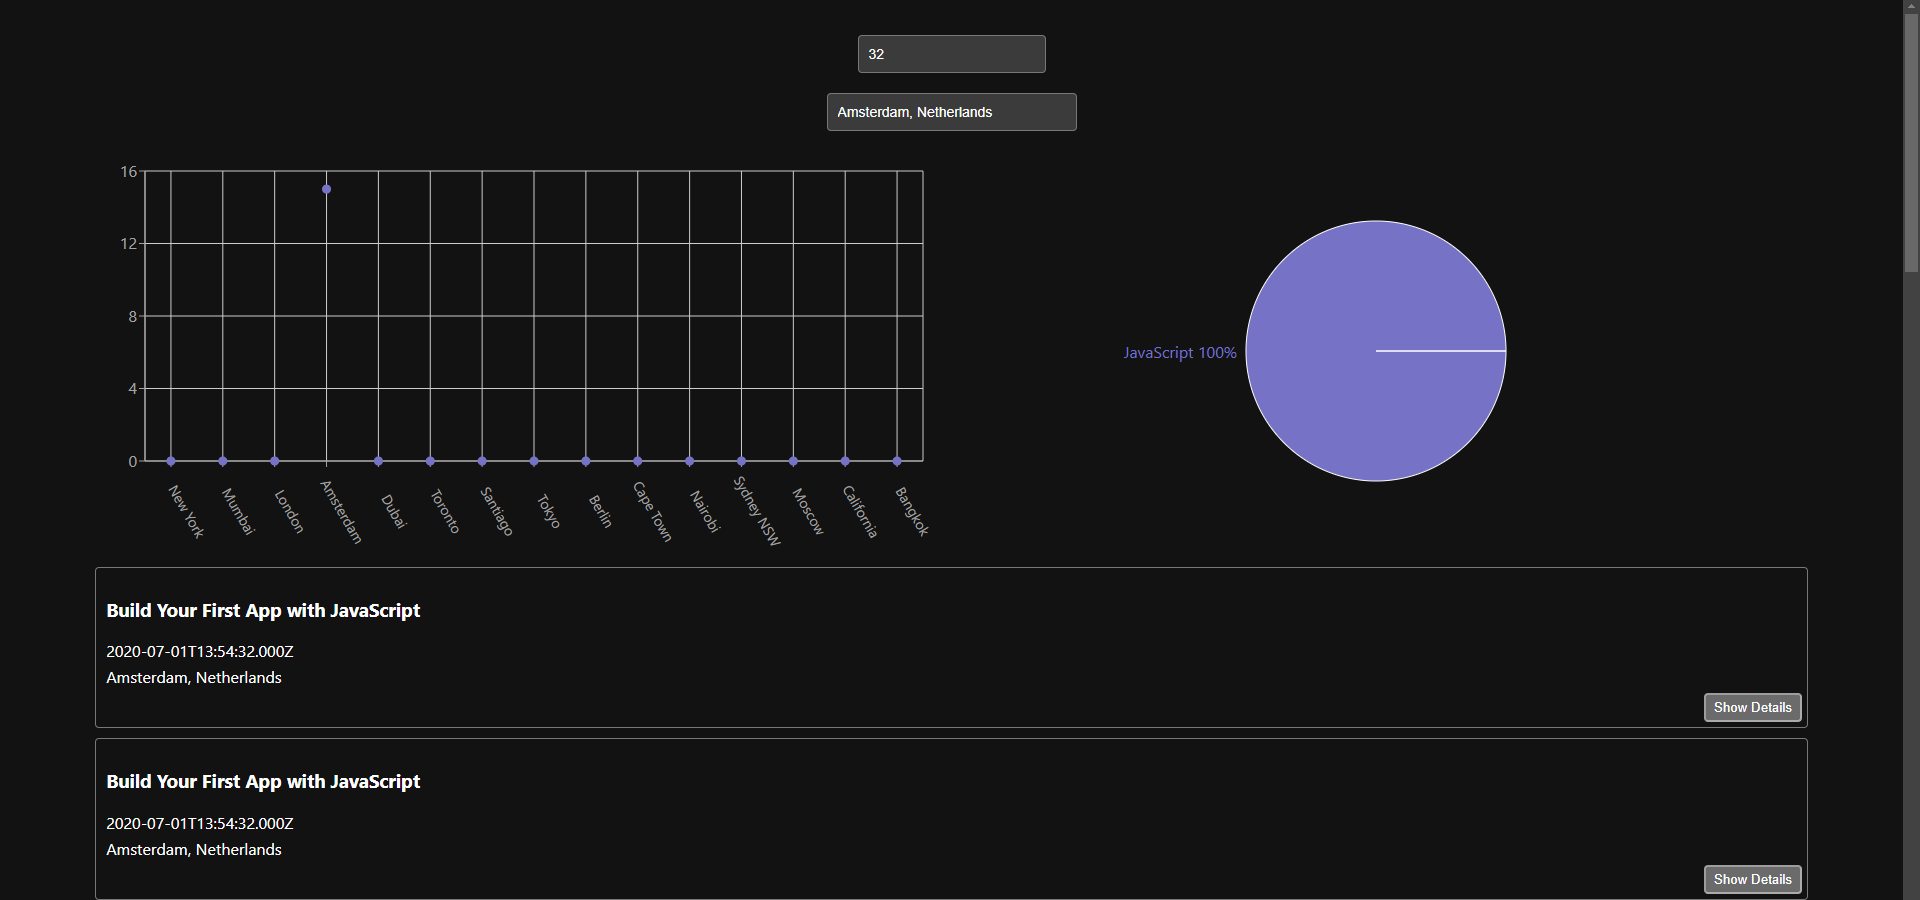 32
Amsterdam, Netherlands
16
12
8
4
0
New York
Mumbai
London
Amsterdam
Dubai
Toronto
Santiago
Tokyo
Berlin
Cape Town
Nairobi
Sydney NSW
Moscow
California
Bangkok
JavaScript 100%
Build Your First App with JavaScript
2020-07-01T13:54:32.000Z
Amsterdam, Netherlands
Show Details
Build Your First App with JavaScript
2020-07-01T13:54:32.000Z
Amsterdam, Netherlands
Show Details